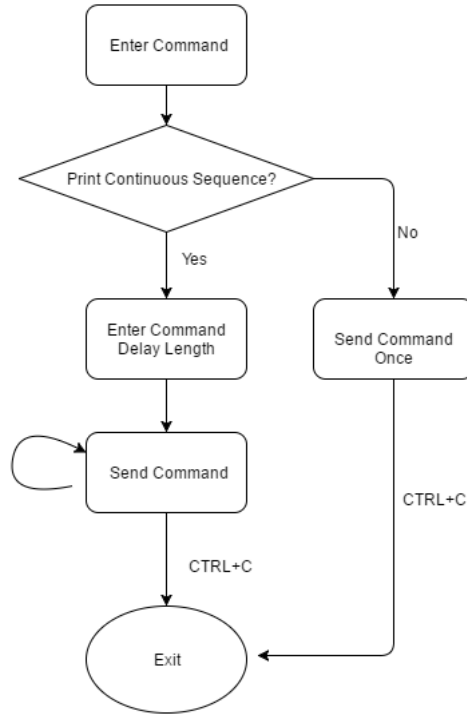 Enter Command
Print Continuous Sequence?
No
Yes
Enter Command
Delay Length
Send Command
Once
Send Command
CTRL+C
CTRL+C
Exit